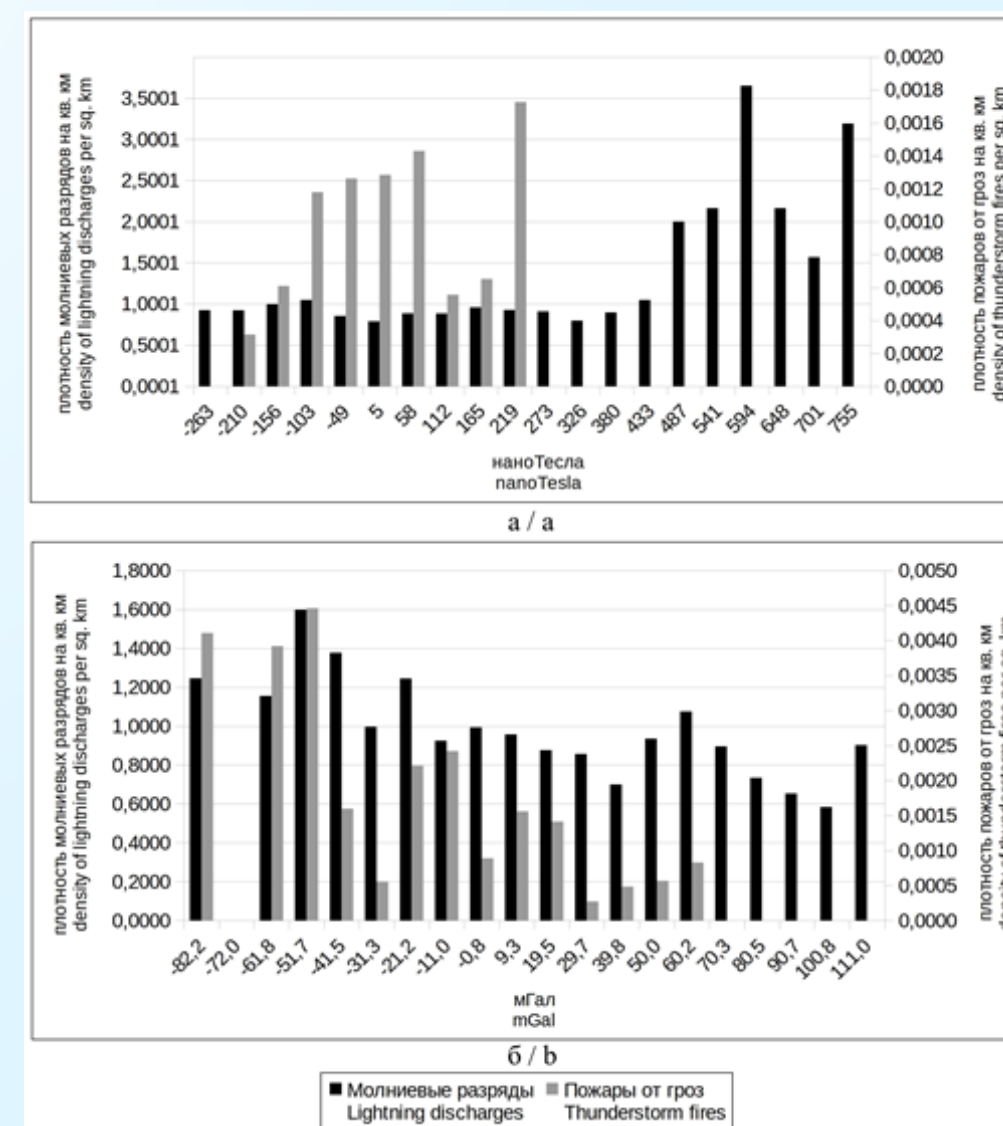 плотность молниевых разрядов на кв. км
density of lightning discharges per sq. km
3,5001
3,0001
2,5001
2,0001
1,5001
1,0001
0,5001
0,0001
0,0020
0,0018
0,0016
0,0014
0,0012
0,0010
0,0008
0,0006
0,0004
0,0002
0,0000
плотность пожаров от гроз на кв. км
density of thunderstorm fires per sq. km
-263 -210 -156 -103 -49 5 58 112 165 219 273 326 380 433 487 541 594 648 701 755
наноТесла
nanoTesla
а / a
плотность молниевых разрядов на кв. км
density of lightning discharges per sq. km
1,8000
1,6000
1,4000
1,2000
1,0000
0,8000
0,6000
0,4000
0,2000
0,0000
0,0050
0,0045
0,0040
0,0035
0,0030
0,0025
0,0020
0,0015
0,0010
0,0005
0,0000
плотность пожаров от гроз на кв. км
-82,2 -72,0 -61,8 -51,7 -41,5 -31,3 -21,2 -11,0 -0,8 9,3 19,5 29,7 39,8 50,0 60,2 70,3 80,5 90,7 100,8 111,0
мГал
mGal
б / b
Молниевые разряды Пожары от гроз
Lightning discharges Thunderstorm fires